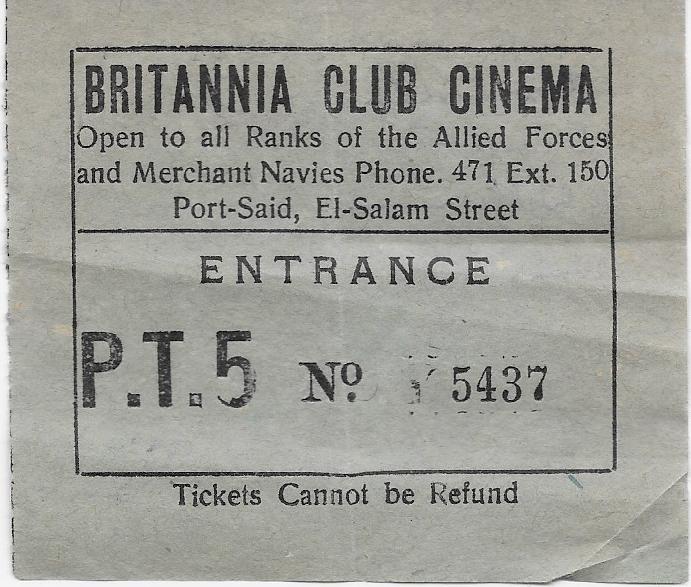 BRITANNIA CLUB CINEMA
Open to all Ranks of the Allied Forces
and Merchant Navies Phone. 471 Ext. 150
Port-Said, El-Salam Street
ENTRANCE
P.T.5 Nº 5437
Tickets Cannot be Refund